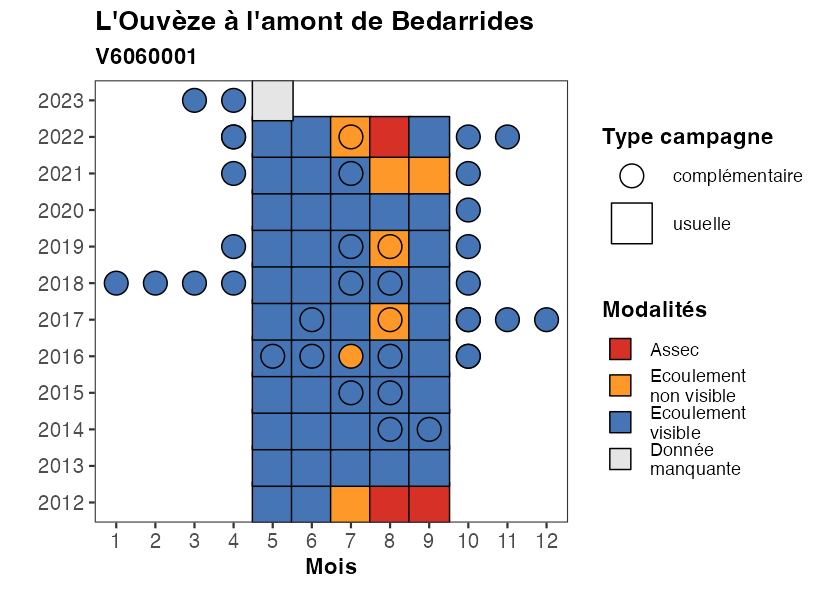 L'Ouvèze à l'amont de Bedarrides
V6060001
2023
2022
2021
2020
2019
2018
2017
2016
2015
2014
2013
2012
1 2 3 4 5 6 7 8 9 10 11 12
Mois
Type campagne
complémentaire
usuelle
Modalités
Assec
Ecoulement
non visible
Ecoulement
visible
Donnée
manquante